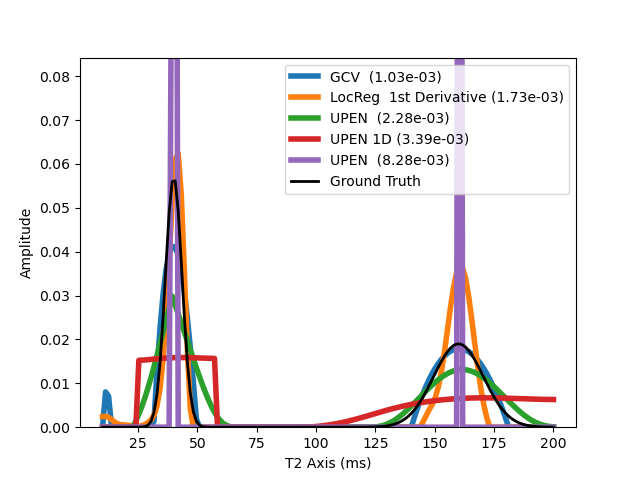 0.08
0.07
0.06
0.05
0.04
0.03
0.02
0.01
0.00
Amplitude
GCV (1.03e-03)
LocReg 1st Derivative (1.73e-03)
UPEN (2.28e-03)
UPEN 1D (3.39e-03)
UPEN (8.28e-03)
Ground Truth
25 50 75 100 125 150 175 200
T2 Axis (ms)